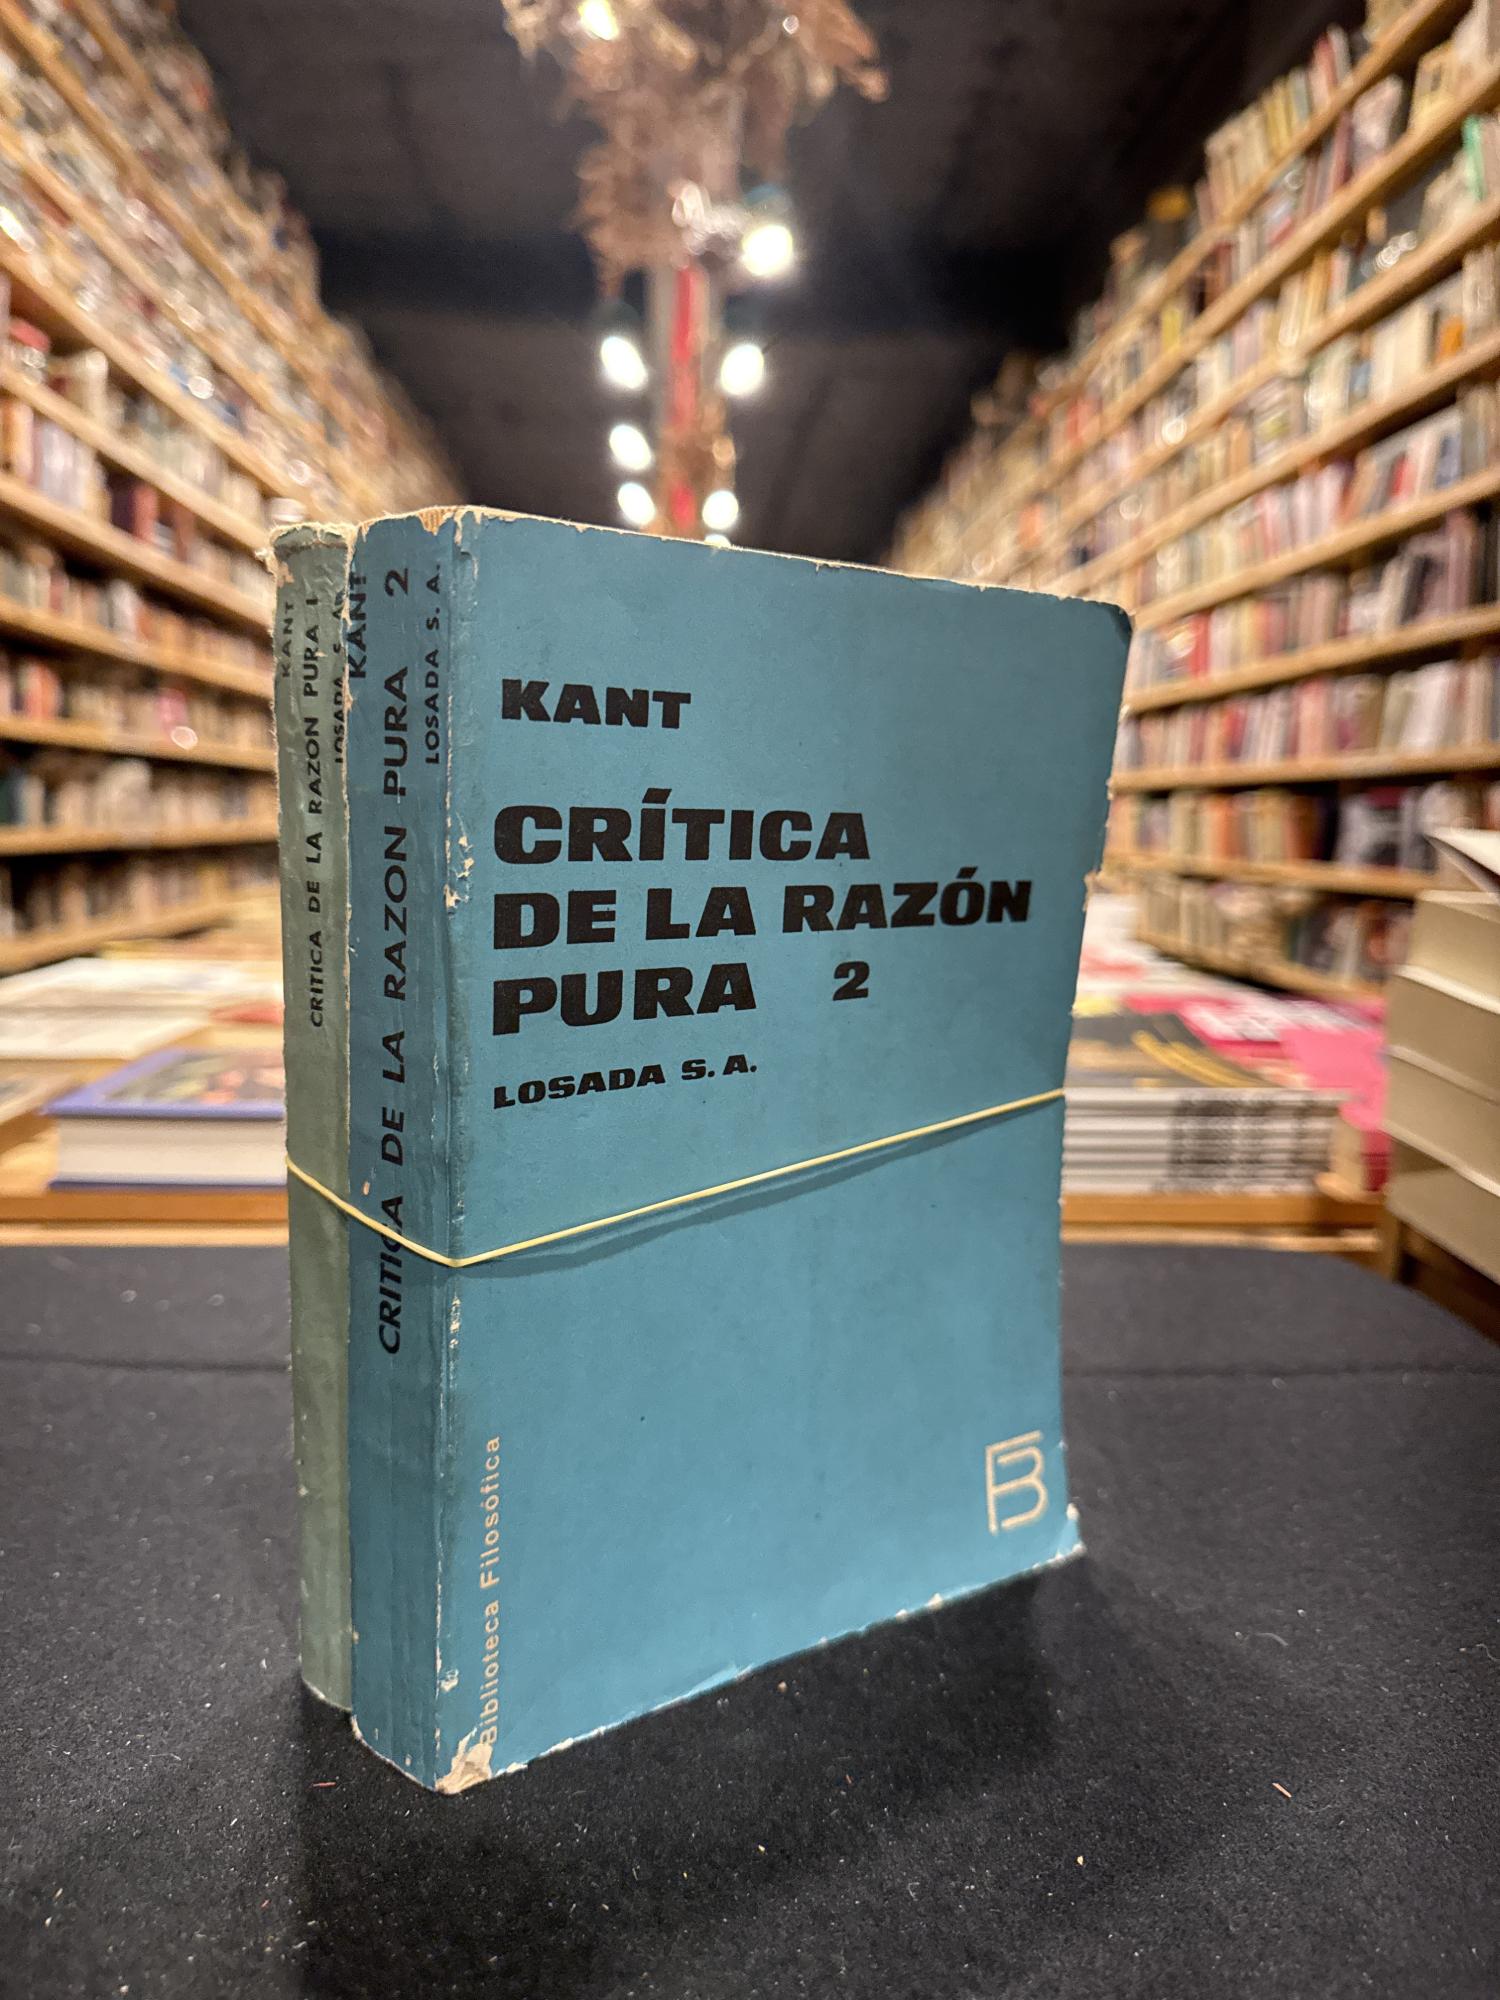 KANT
CRITICA DE LA RAZON PURA 1
LOSADA S. A.
KANT
CRITICA DE LA RAZON PURA 2
LOSADA S. A.
KANT
CRÍTICA
DE LA RAZÓN
PURA 2
LOSADA S. A.
Biblioteca Filosófica